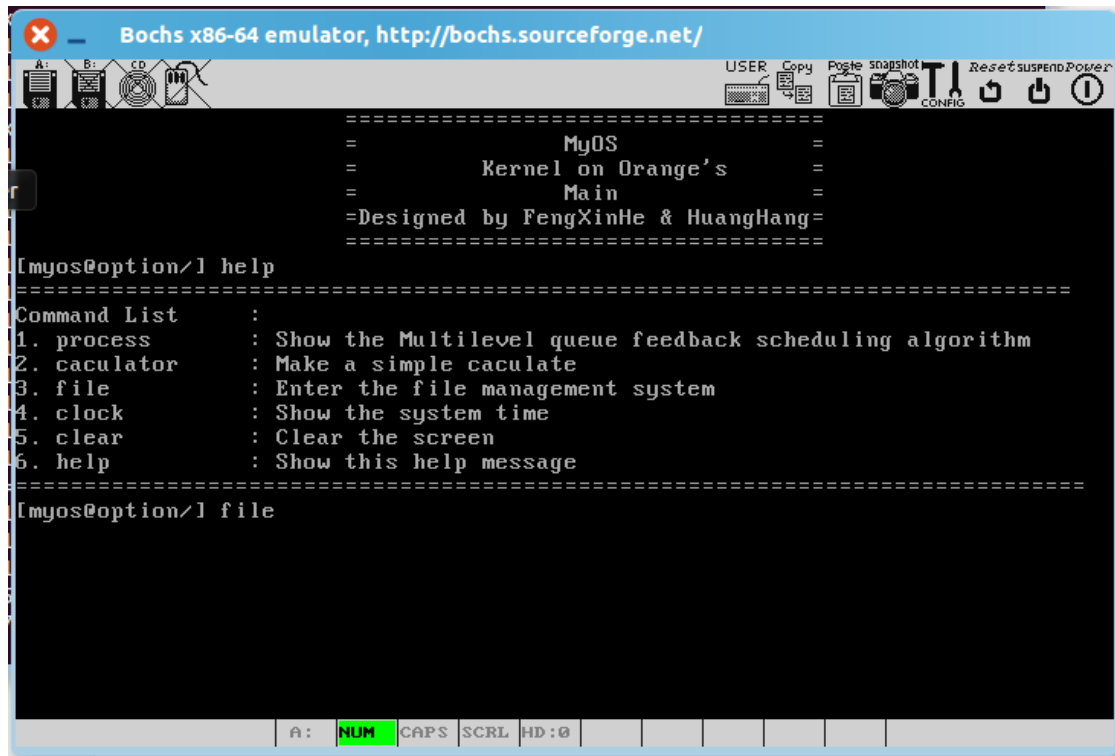 Bochs x86-64 emulator, http://bochs.sourceforge.net/
A: B: CD USER Copy Paste snapshot CONFIG Reset SUSPEND Power
===================================
= MyOS =
= Kernel on Orange's =
= Main =
=Designed by FengXinHe & HuangHang=
===================================
[myos@option/] help
=============================================================================
Command List :
1. process : Show the Multilevel queue feedback scheduling algorithm
2. caculator : Make a simple caculate
3. file : Enter the file management system
4. clock : Show the system time
5. clear : Clear the screen
6. help : Show this help message
==============================================================================
[myos@option/] file
A: NUM CAPS SCRL HD:0